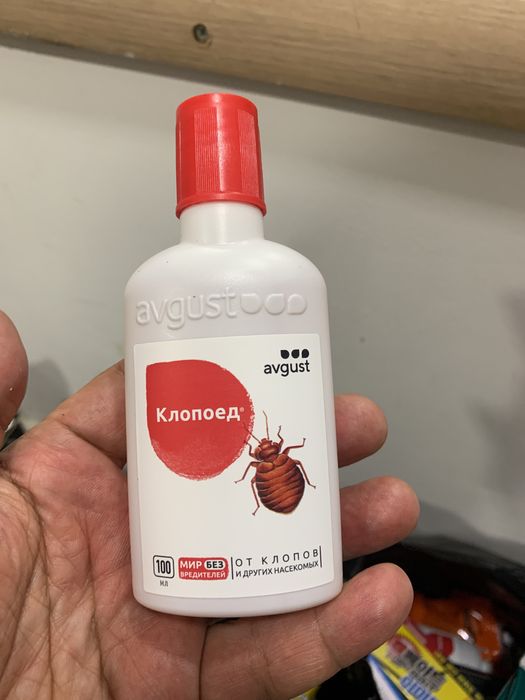 avgust
avgust
Клопоед®
100
МЛ
МИР БЕЗ
ВРЕДИТЕЛЕЙ
ОТ КЛОПОВ
И ДРУГИХ НАСЕКОМЫХ